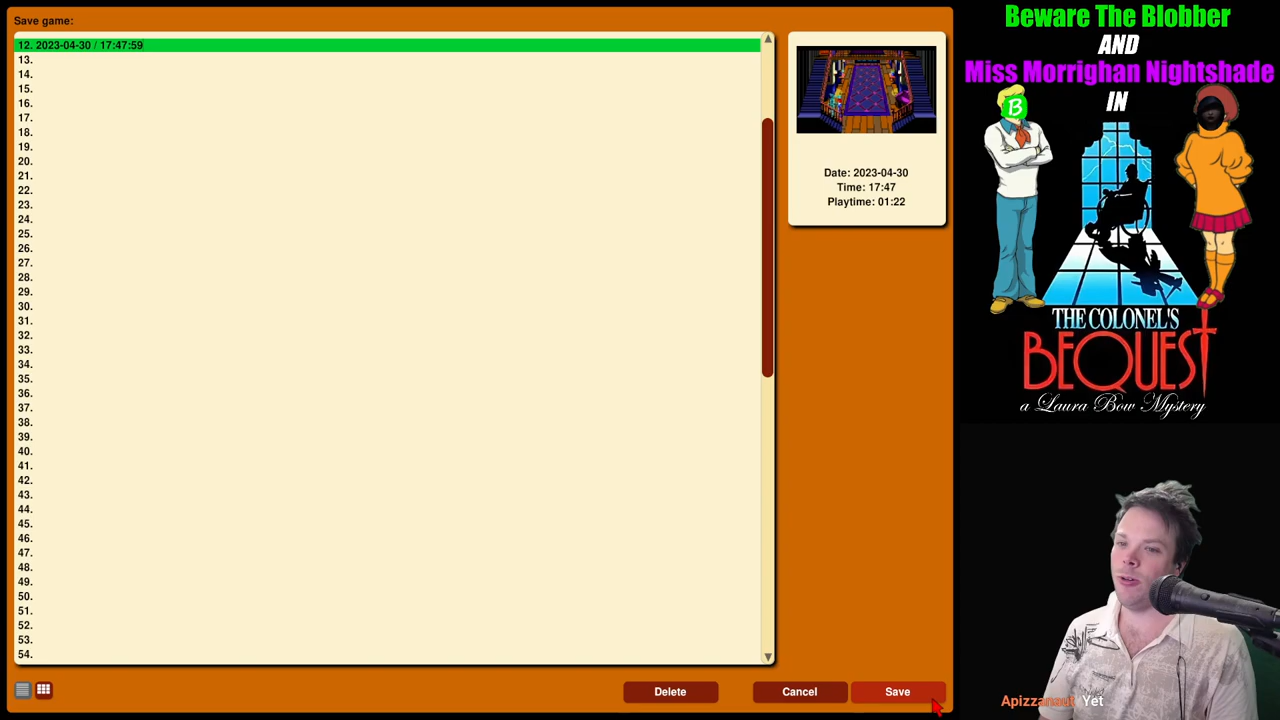 Save game:
12. 2023-04-30 / 17:47:59
13.
14.
15.
16.
17.
18.
19.
20.
21.
22.
23.
24.
25.
26.
27.
28.
29.
30.
31.
32.
33.
34.
35.
36.
37.
38.
39.
40.
41.
42.
43.
44.
45.
46.
47.
48.
49.
50.
51.
52.
53.
54.
Date: 2023-04-30
Time: 17:47
Playtime: 01:22
Delete
Cancel
Save
Beware The Blobber
AND
Miss Morrighan Nightshade
IN
B
THE COLONEL'S
BEQUEST
a Laura Bow Mystery
Apizzanaut Yet